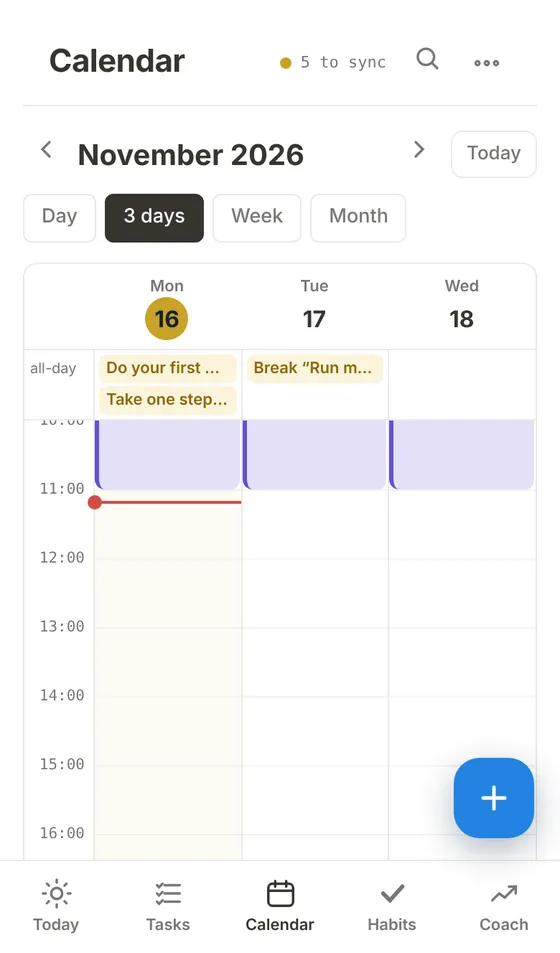 Calendar
5 to sync
November 2026
Today
Day
3 days
Week
Month
Mon
Tue
Wed
16
17
18
all-day
Do your first ...
Break “Run m...
Take one step...
10:00
11:00
12:00
13:00
14:00
15:00
16:00
Today
Tasks
Calendar
Habits
Coach